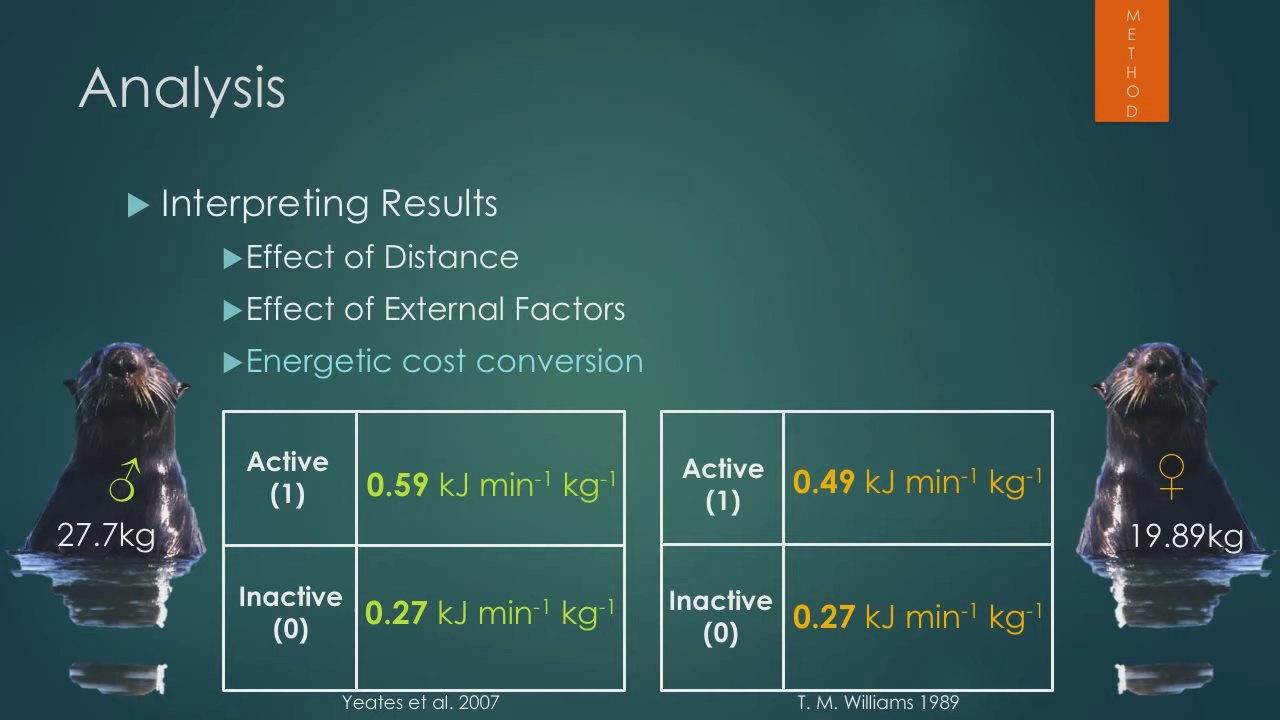 METHOD
Analysis
Interpreting Results
Effect of Distance
Effect of External Factors
Energetic cost conversion
♂
27.7kg
Active
(1)
0.59 kJ min⁻¹ kg⁻¹
Inactive
(0)
0.27 kJ min⁻¹ kg⁻¹
Yeates et al. 2007
Active
(1)
0.49 kJ min⁻¹ kg⁻¹
Inactive
(0)
0.27 kJ min⁻¹ kg⁻¹
T. M. Williams 1989
♀
19.89kg